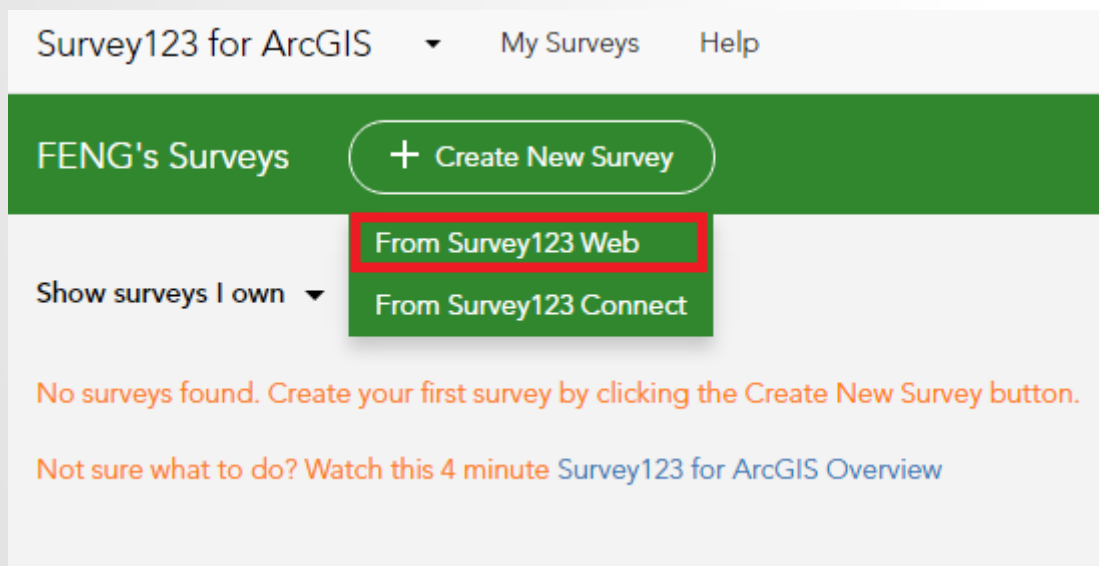 Survey123 for ArcGIS My Surveys Help
FENG's Surveys + Create New Survey
From Survey123 Web
Show surveys I own
From Survey123 Connect
No surveys found. Create your first survey by clicking the Create New Survey button.
Not sure what to do? Watch this 4 minute Survey123 for ArcGIS Overview